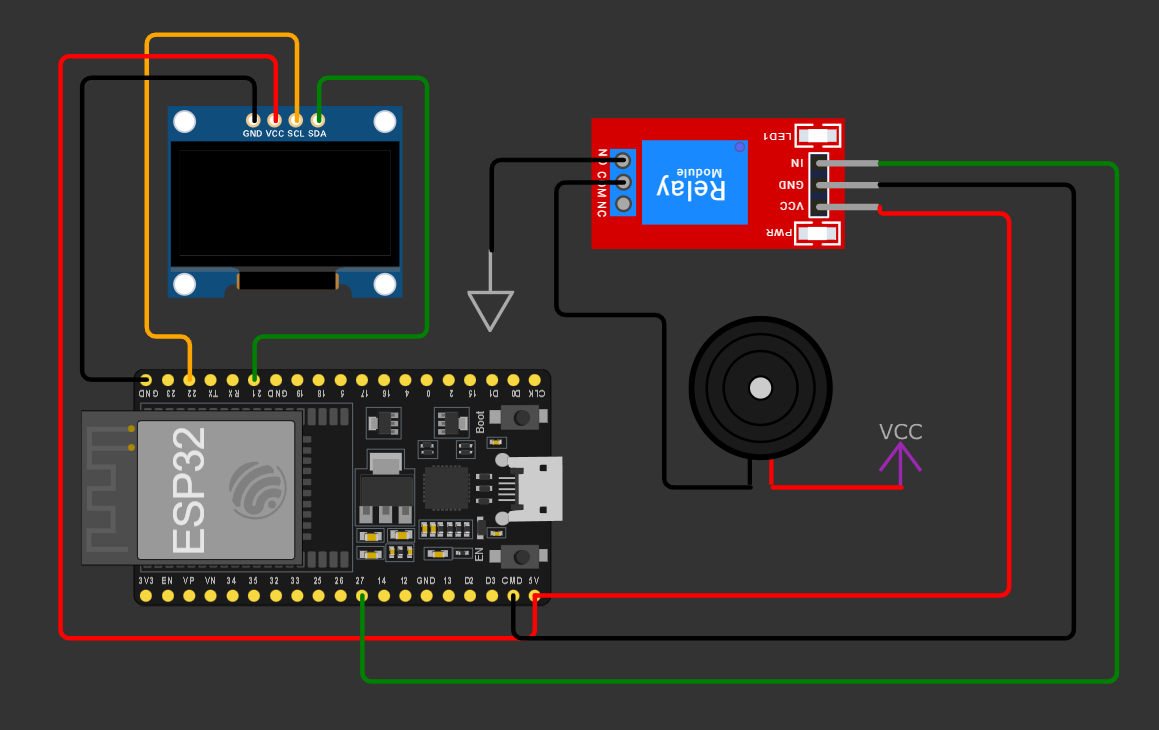 GND VCC SCL SDA
LED1
NO COM NC
Relay
Module
IN
GND
VCC
PWR
VCC
GND 23 22 TX RX 21 GND 19 18 5 17 16 4 0 2 15 D1 D0 CLK
Boot
ESP32
EN
3V3 EN VP VN 34 35 32 33 25 26 27 14 12 GND 13 D2 D3 CMD 5V